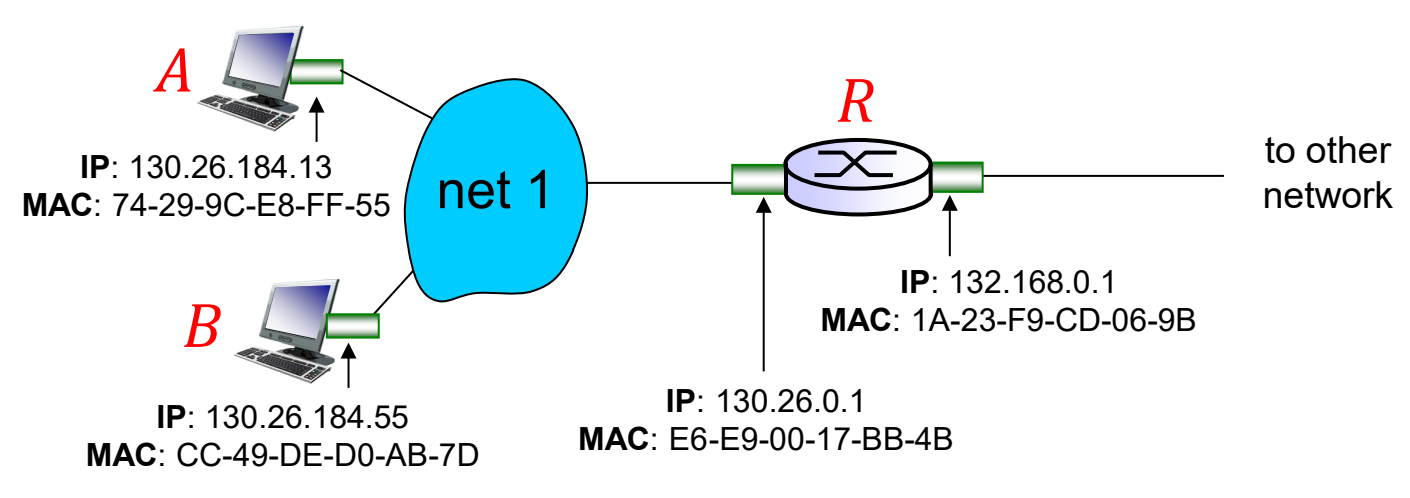 A
IP: 130.26.184.13
MAC: 74-29-9C-E8-FF-55
net 1
R
to other
network
IP: 132.168.0.1
MAC: 1A-23-F9-CD-06-9B
B
IP: 130.26.184.55
MAC: CC-49-DE-D0-AB-7D
IP: 130.26.0.1
MAC: E6-E9-00-17-BB-4B